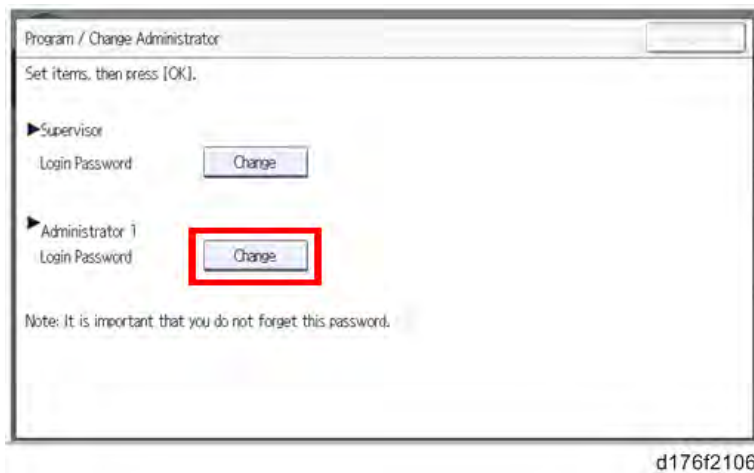 Program / Change Administrator
Set items, then press [OK].
▶Supervisor
Login Password Change
▶Administrator 1
Login Password Change
Note: It is important that you do not forget this password.
d176f2106